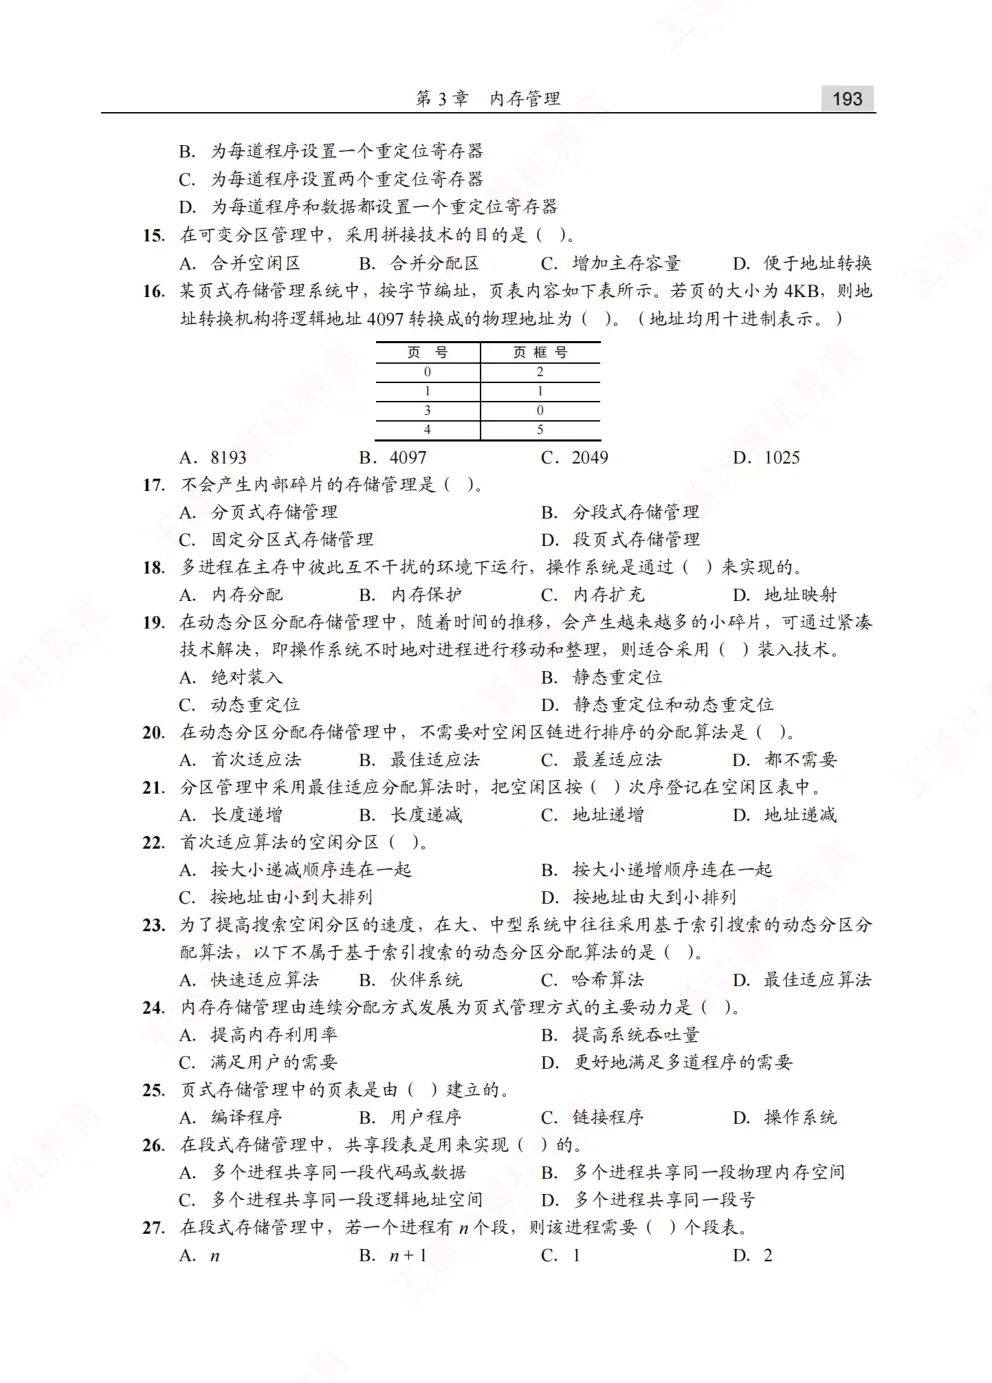 第 3 章 内存管理 193
B. 为每道程序设置一个重定位寄存器
C. 为每道程序设置两个重定位寄存器
D. 为每道程序和数据都设置一个重定位寄存器
15. 在可变分区管理中，采用拼接技术的目的是（ ）。
A. 合并空闲区 B. 合并分配区 C. 增加主存容量 D. 便于地址转换
16. 某页式存储管理系统中，按字节编址，页表内容如下表所示。若页的大小为 4KB，则地
址转换机构将逻辑地址 4097 转换成的物理地址为（ ）。（地址均用十进制表示。）
页 号 页 框 号
0 2
1 1
3 0
4 5
A. 8193 B. 4097 C. 2049 D. 1025
17. 不会产生内部碎片的存储管理是（ ）。
A. 分页式存储管理 B. 分段式存储管理
C. 固定分区式存储管理 D. 段页式存储管理
18. 多进程在主存中彼此互不干扰的环境下运行，操作系统是通过（ ）来实现的。
A. 内存分配 B. 内存保护 C. 内存扩充 D. 地址映射
19. 在动态分区分配存储管理中，随着时间的推移，会产生越来越多的小碎片，可通过紧凑
技术解决，即操作系统不时地对进程进行移动和整理，则适合采用（ ）装入技术。
A. 绝对装入 B. 静态重定位
C. 动态重定位 D. 静态重定位和动态重定位
20. 在动态分区分配存储管理中，不需要对空闲区链进行排序的分配算法是（ ）。
A. 首次适应法 B. 最佳适应法 C. 最差适应法 D. 都不需要
21. 分区管理中采用最佳适应分配算法时，把空闲区按（ ）次序登记在空闲区表中。
A. 长度递增 B. 长度递减 C. 地址递增 D. 地址递减
22. 首次适应算法的空闲分区（ ）。
A. 按大小递减顺序连在一起 B. 按大小递增顺序连在一起
C. 按地址由小到大排列 D. 按地址由大到小排列
23. 为了提高搜索空闲分区的速度，在大、中型系统中往往采用基于索引搜索的动态分区分
配算法，以下不属于基于索引搜索的动态分区分配算法的是（ ）。
A. 快速适应算法 B. 伙伴系统 C. 哈希算法 D. 最佳适应算法
24. 内存存储管理由连续分配方式发展为页式管理方式的主要动力是（ ）。
A. 提高内存利用率 B. 提高系统吞吐量
C. 满足用户的需要 D. 更好地满足多道程序的需要
25. 页式存储管理中的页表是由（ ）建立的。
A. 编译程序 B. 用户程序 C. 链接程序 D. 操作系统
26. 在段式存储管理中，共享段表是用来实现（ ）的。
A. 多个进程共享同一段代码或数据 B. 多个进程共享同一段物理内存空间
C. 多个进程共享同一段逻辑地址空间 D. 多个进程共享同一段号
27. 在段式存储管理中，若一个进程有 n 个段，则该进程需要（ ）个段表。
A. n B. n + 1 C. 1 D. 2